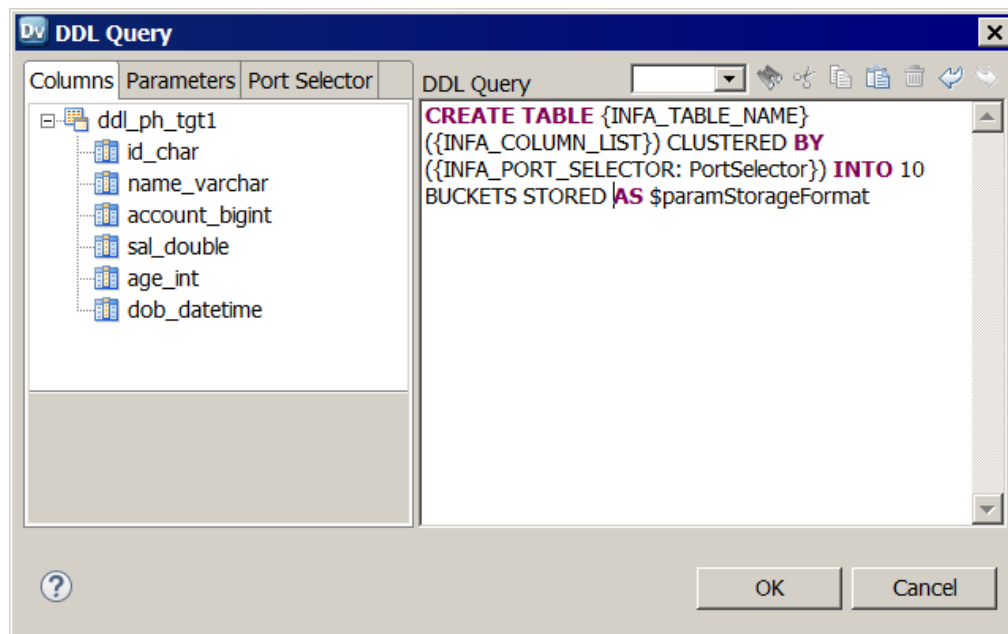 Dv DDL Query
Columns Parameters Port Selector
ddl_ph_tgt1
id_char
name_varchar
account_bigint
sal_double
age_int
dob_datetime
DDL Query
CREATE TABLE {INFA_TABLE_NAME}
({INFA_COLUMN_LIST}) CLUSTERED BY
({INFA_PORT_SELECTOR: PortSelector}) INTO 10
BUCKETS STORED AS $paramStorageFormat
?
OK Cancel